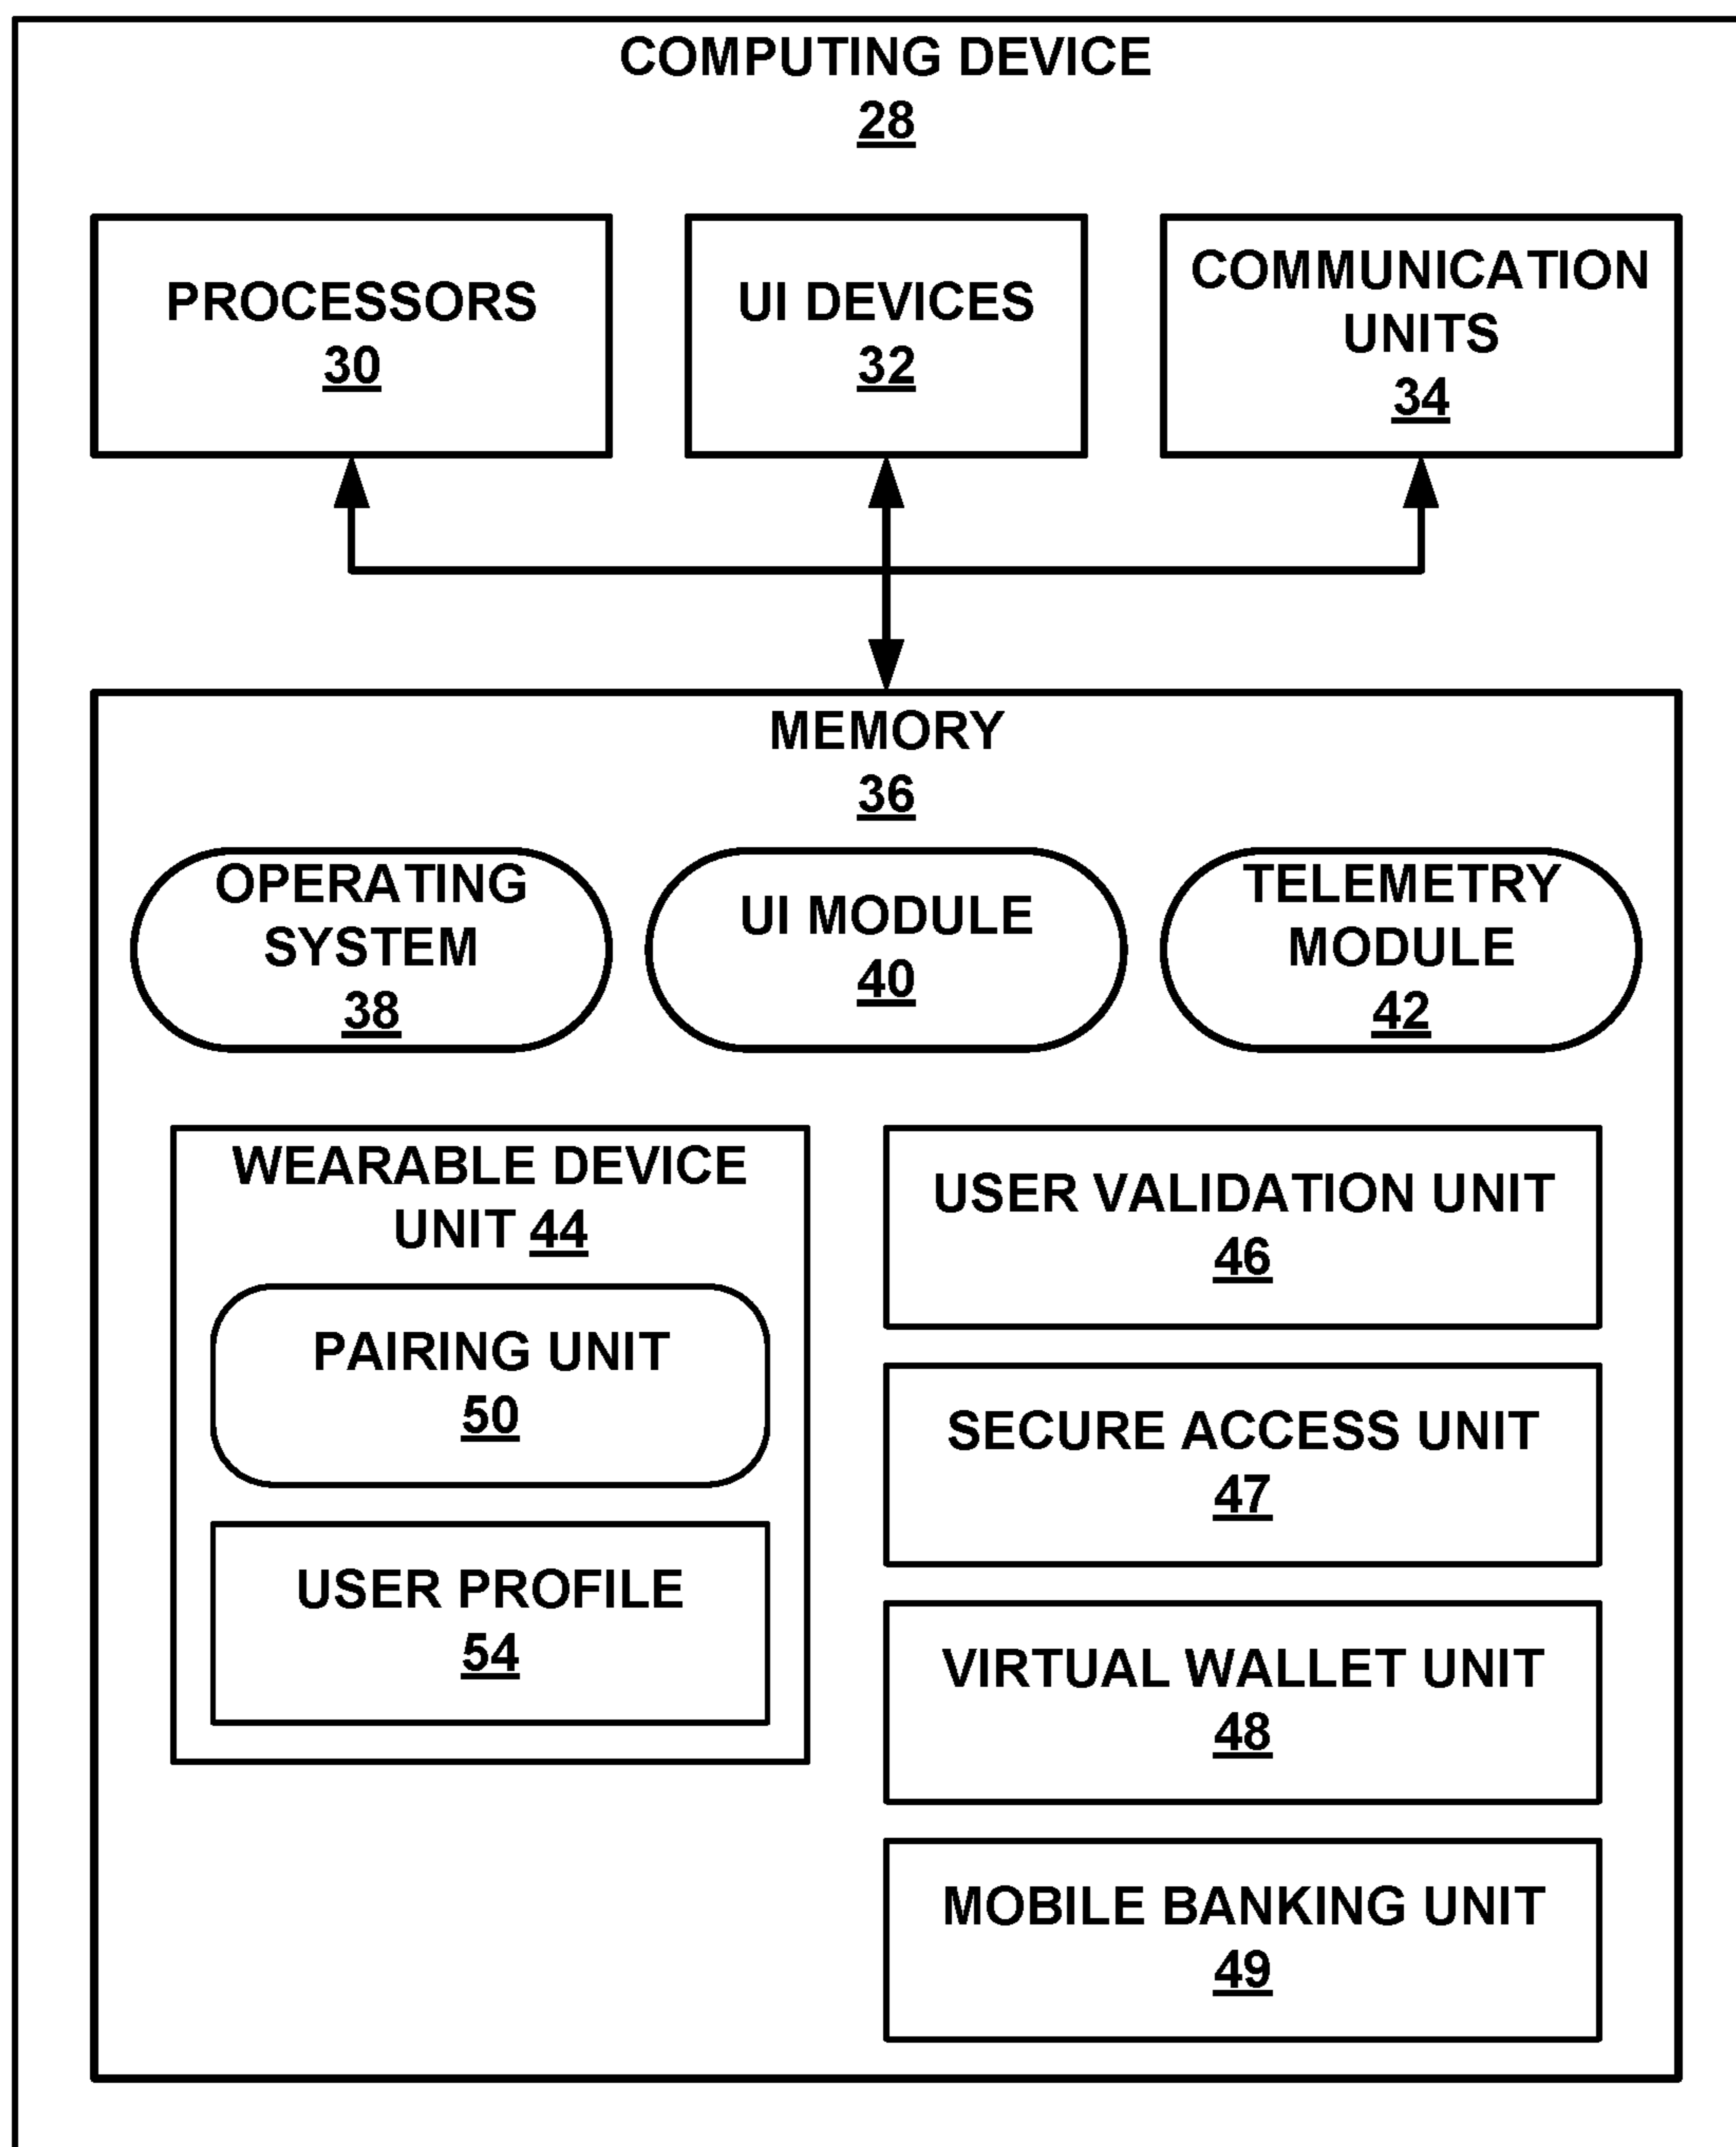 COMPUTING DEVICE
28
PROCESSORS
30
UI DEVICES
32
COMMUNICATION
UNITS
34
MEMORY
36
OPERATING
SYSTEM
38
UI MODULE
40
TELEMETRY
MODULE
42
WEARABLE DEVICE
UNIT 44
PAIRING UNIT
50
USER PROFILE
54
USER VALIDATION UNIT
46
SECURE ACCESS UNIT
47
VIRTUAL WALLET UNIT
48
MOBILE BANKING UNIT
49